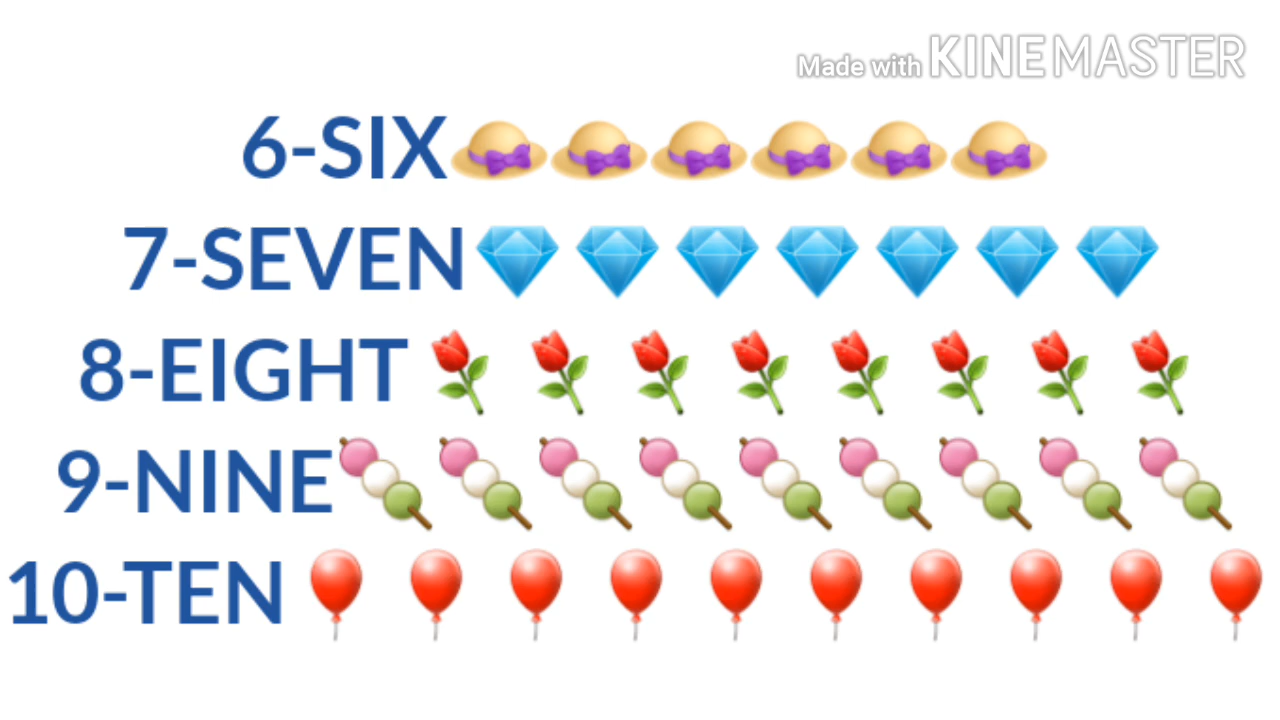 Made with KINEMASTER
6-SIX
7-SEVEN
8-EIGHT
9-NINE
10-TEN